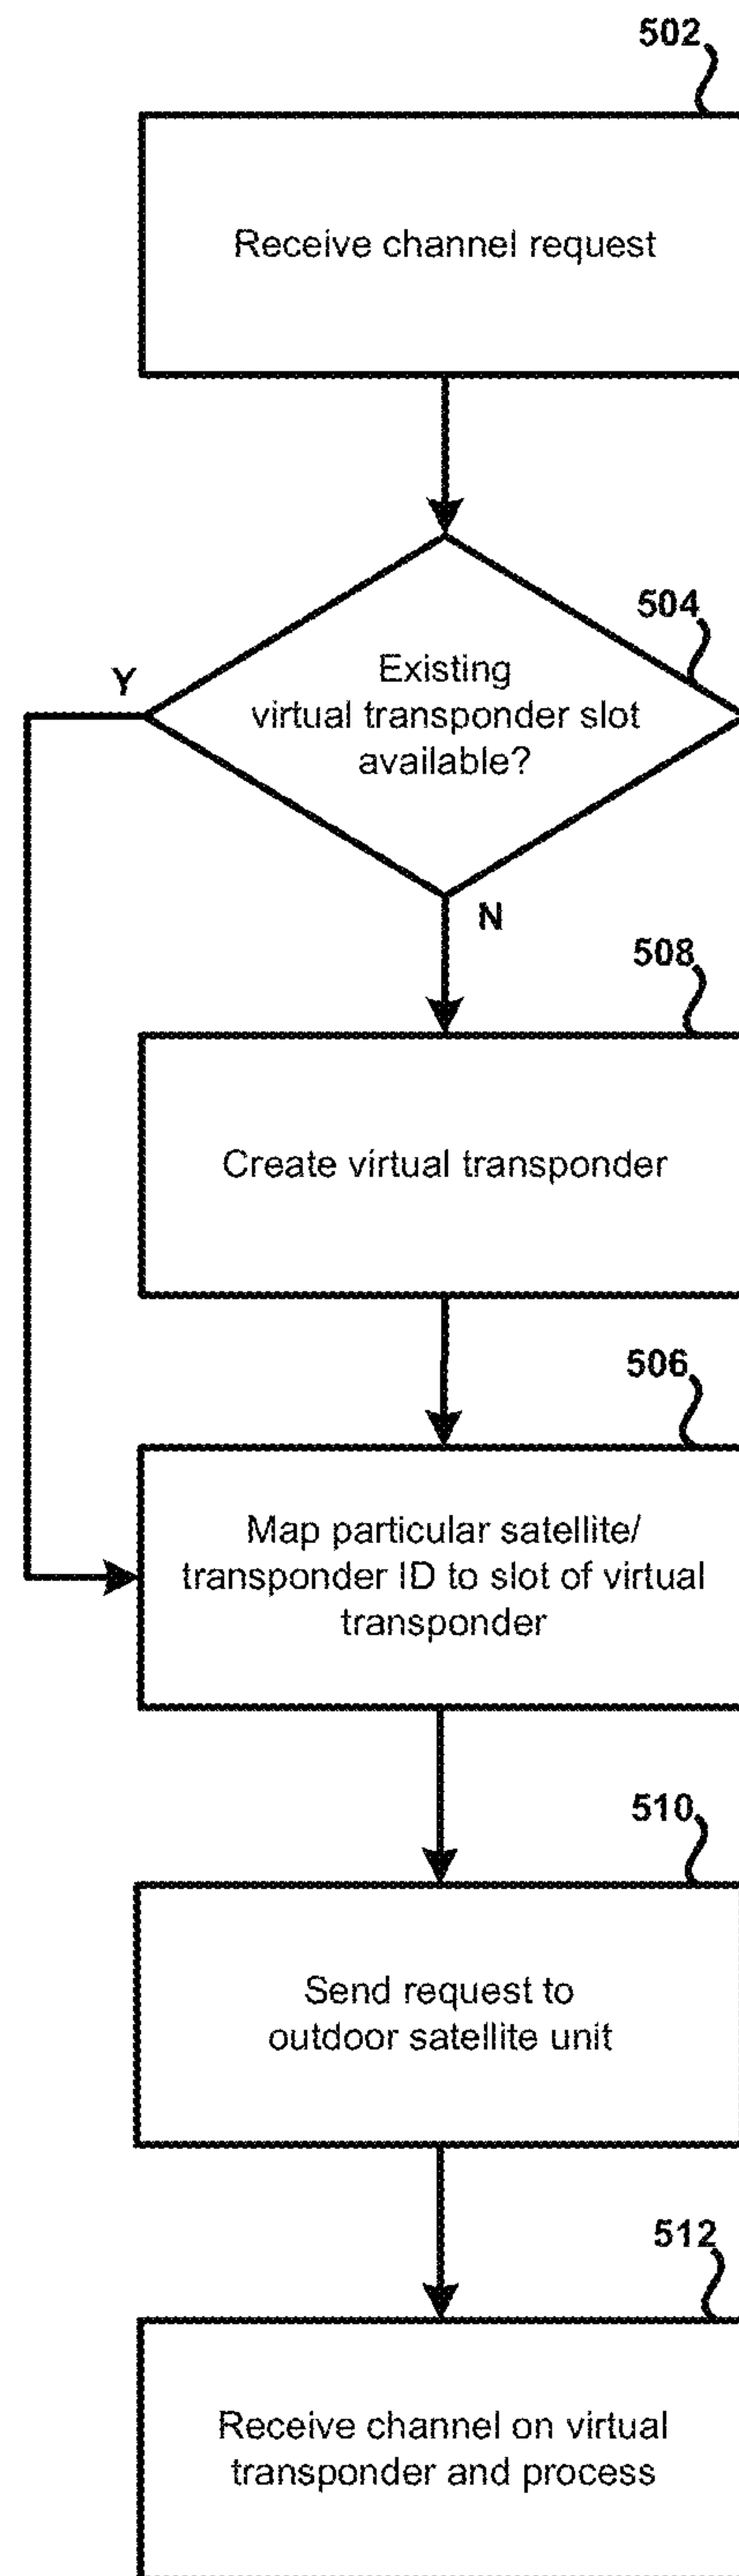 502
Receive channel request
504
Existing
virtual transponder slot
available?
Y
N
508
Create virtual transponder
506
Map particular satellite/
transponder ID to slot of virtual
transponder
510
Send request to
outdoor satellite unit
512
Receive channel on virtual
transponder and process